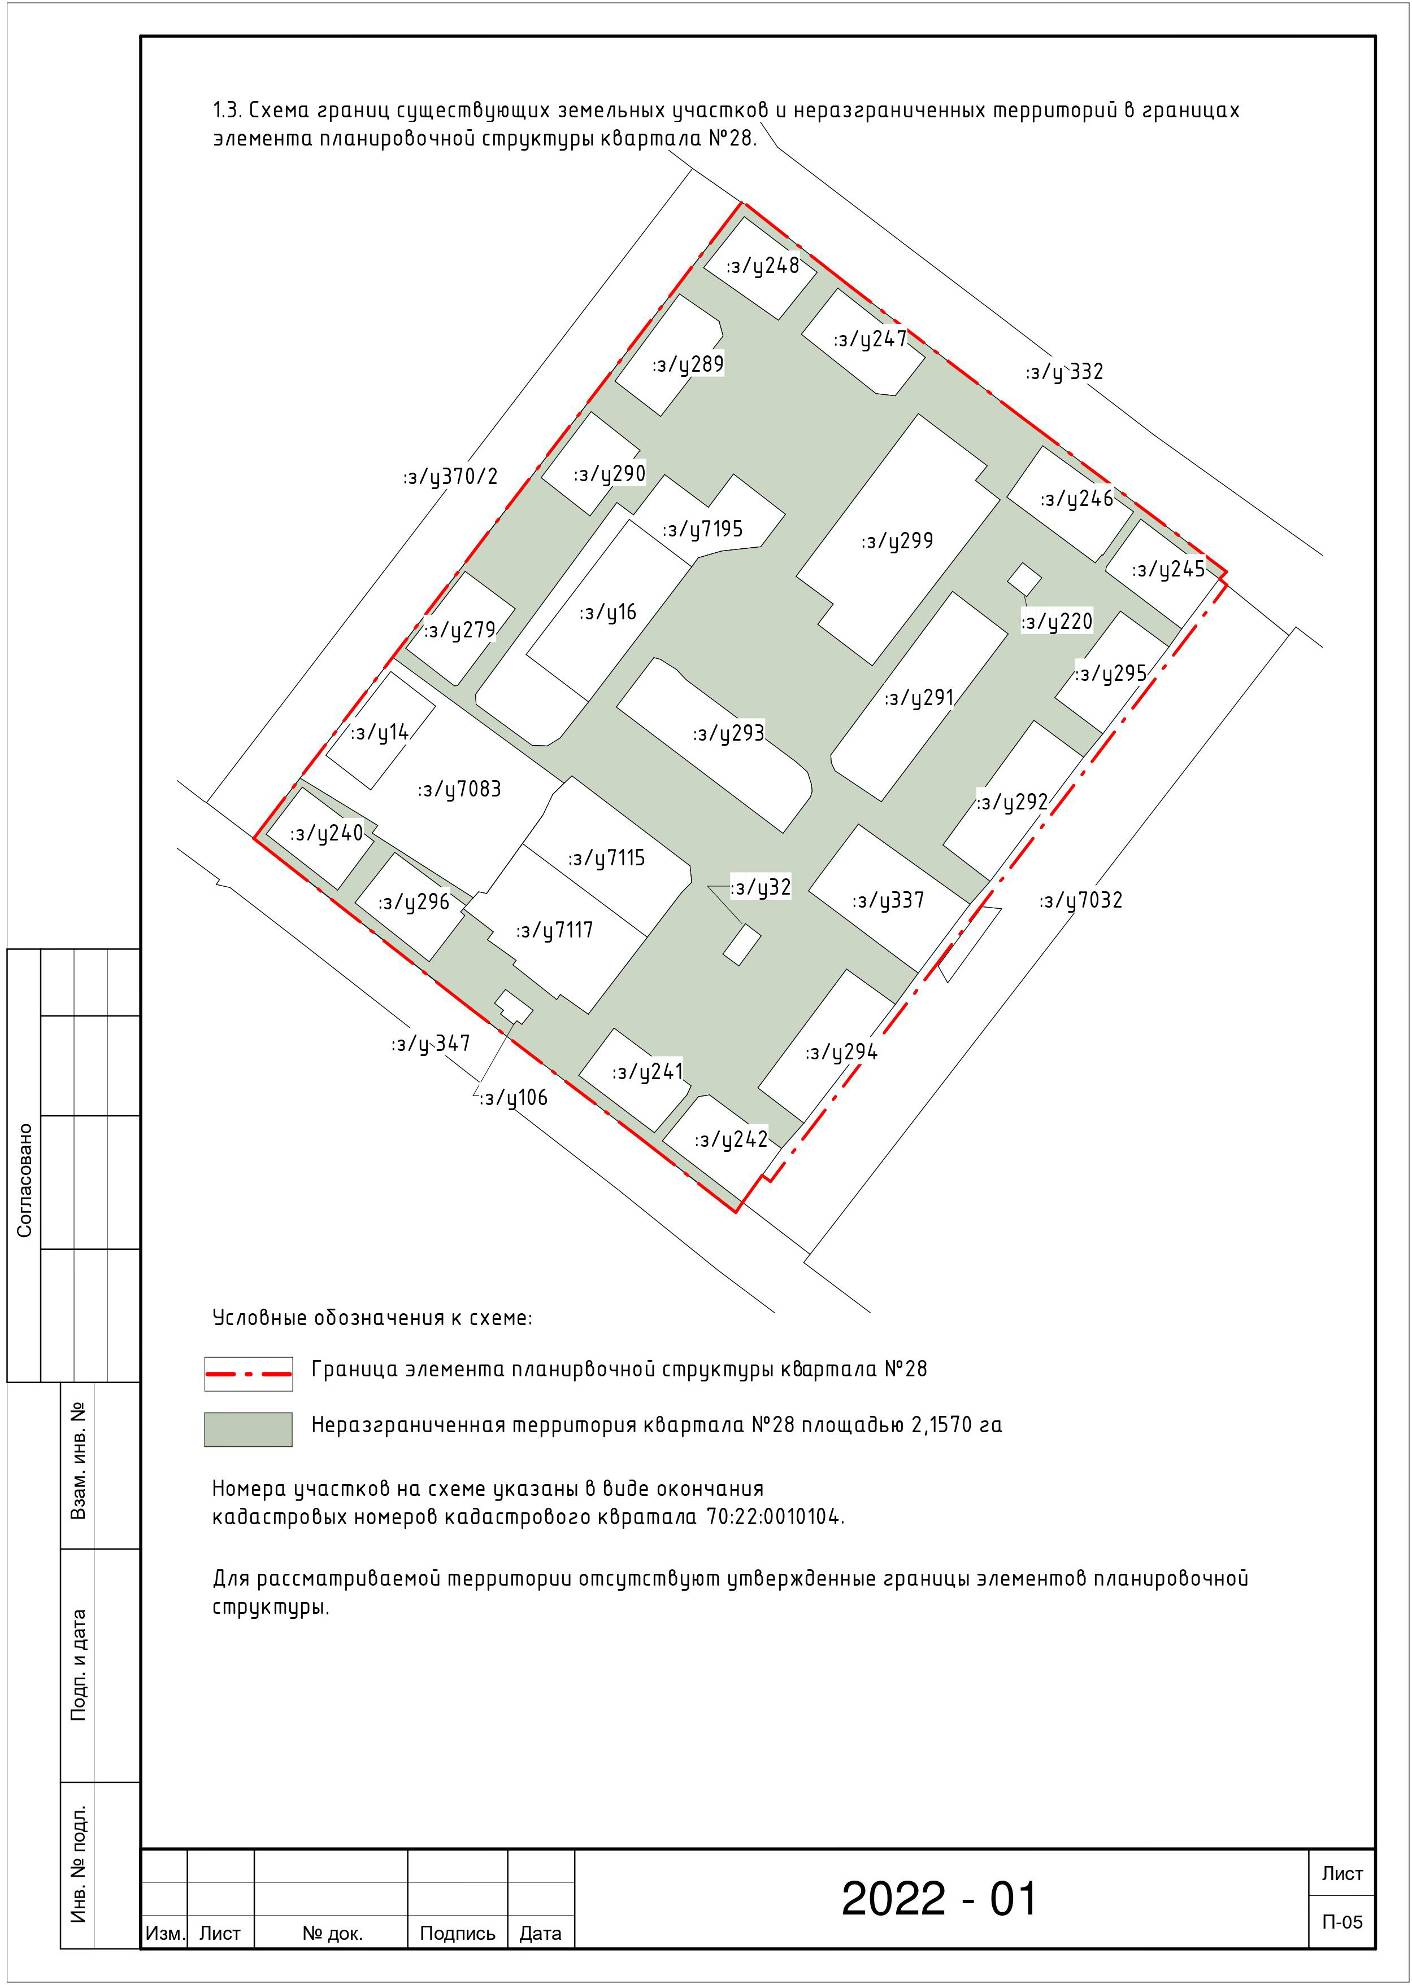 1.3. Схема границ существующих земельных участков и неразграниченных территорий в границах
элемента планировочной структуры квартала №28.
:з/у248
:з/у247
:з/у332
:з/у289
:з/у370/2
:з/у290
:з/у246
:з/у7195
:з/у299
:з/у245
:з/у16
:з/у220
:з/у279
:з/у295
:з/у291
:з/у14
:з/у293
:з/у7083
:з/у292
:з/у240
:з/у7115
:з/у32
:з/у337
:з/у7032
:з/у296
:з/у7117
:з/у347
:з/у294
:з/у241
:з/у106
:з/у242
Условные обозначения к схеме:
Граница элемента планирвочной структуры квартала №28
Неразграниченная территория квартала №28 площадью 2,1570 га
Номера участков на схеме указаны в виде окончания
кадастровых номеров кадастрового квратала 70:22:0010104.
Для рассматриваемой территории отсутствуют утвержденные границы элементов планировочной
структуры.
Согласовано
Взам. инв. №
Подп. и дата
Инв. № подл.
Изм. Лист № док. Подпись Дата
2022 - 01
Лист
П-05